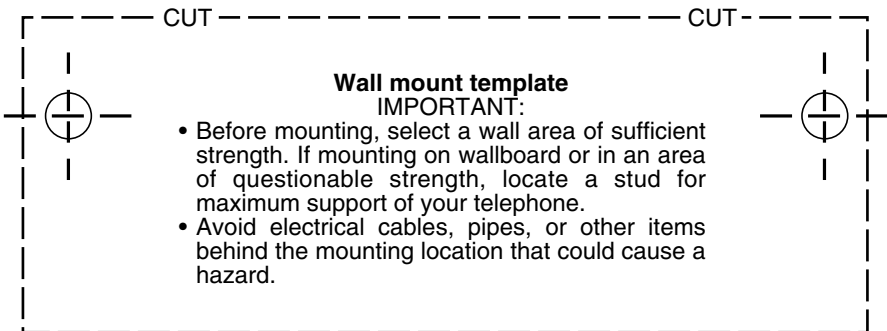 CUT CUT
Wall mount template
IMPORTANT:
• Before mounting, select a wall area of sufficient
strength. If mounting on wallboard or in an area
of questionable strength, locate a stud for
maximum support of your telephone.
• Avoid electrical cables, pipes, or other items
behind the mounting location that could cause a
hazard.